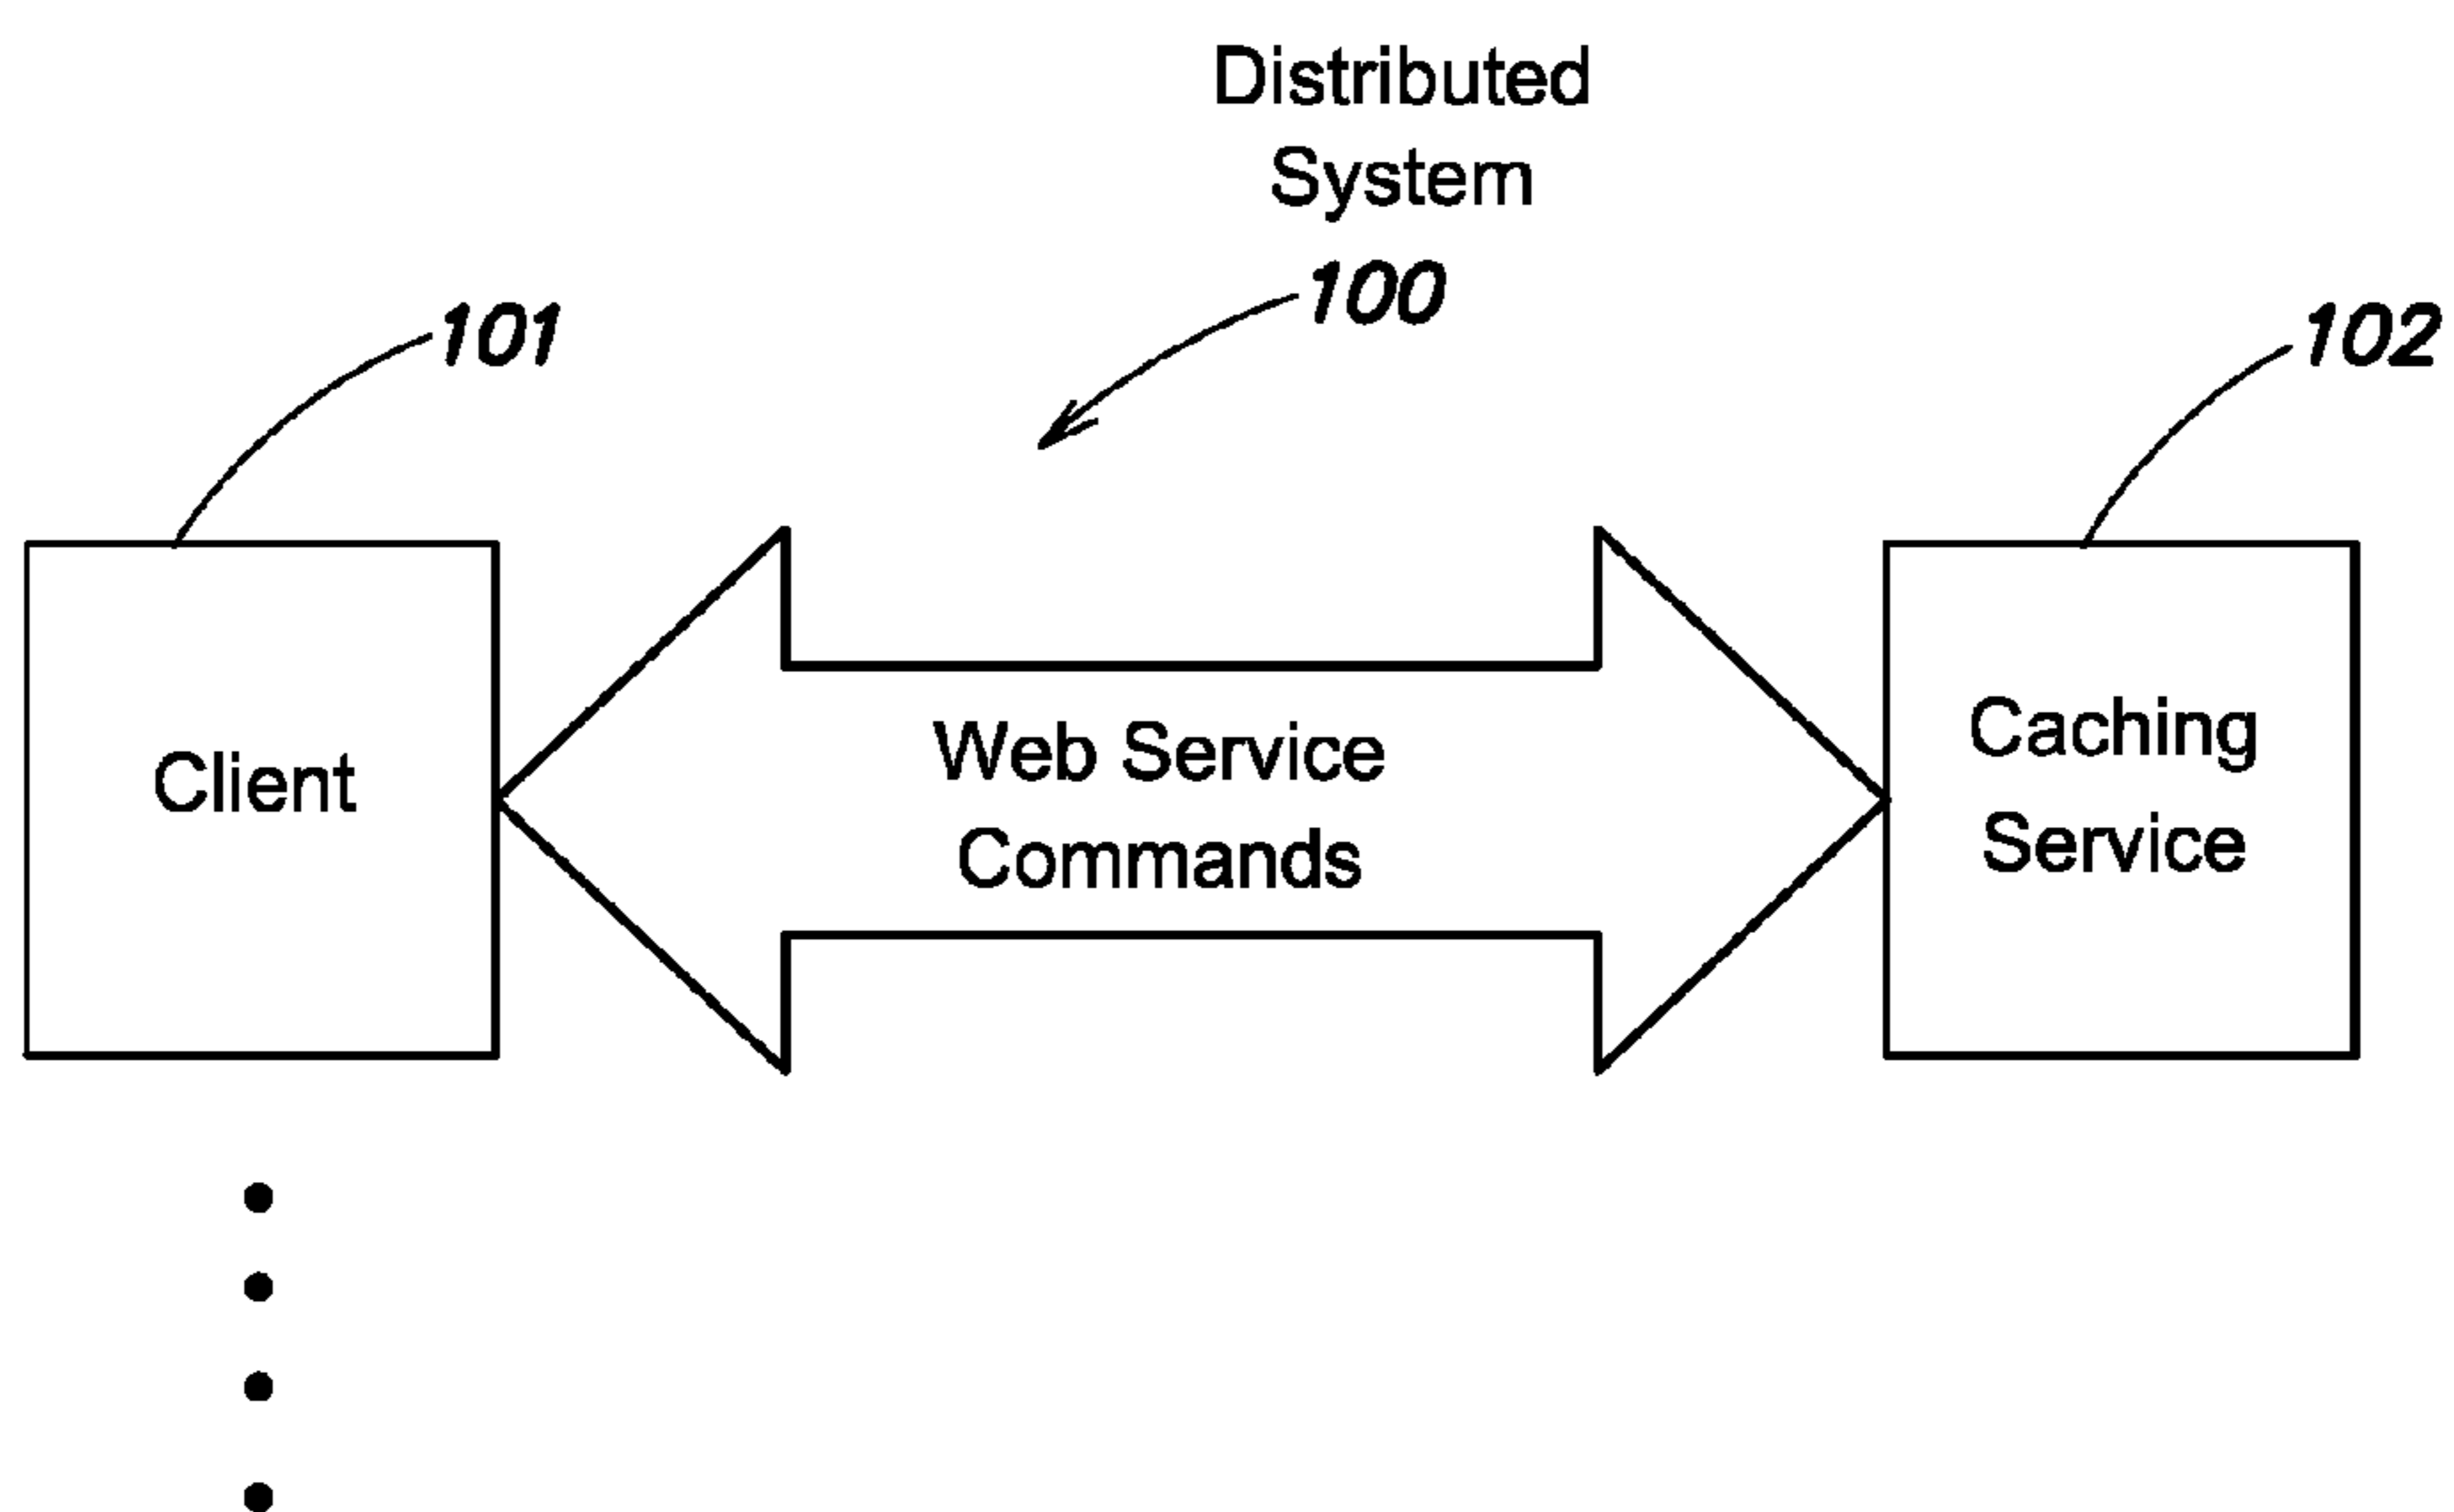 Distributed
System
100
101
102
Client
Web Service
Commands
Caching
Service